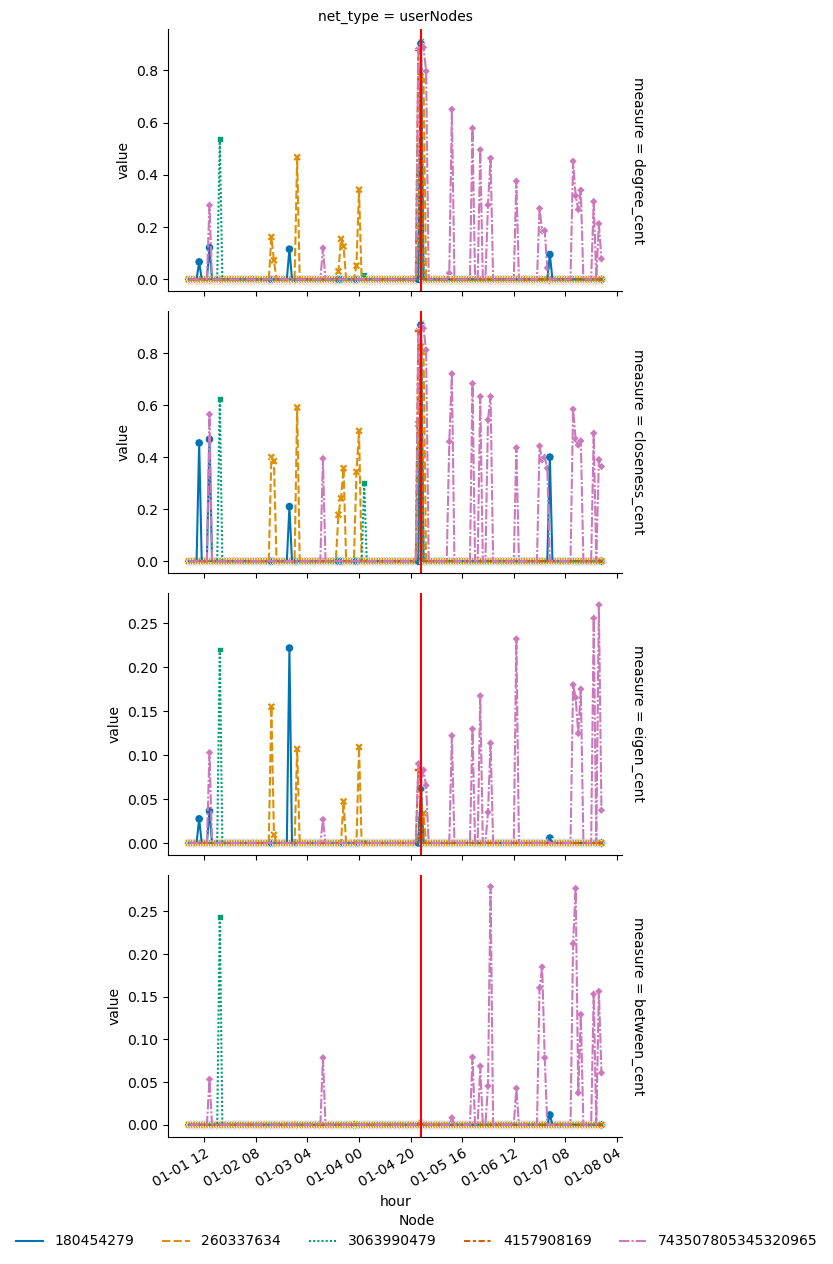 net_type = userNodes
0.8
0.6
0.4
0.2
0.0
value
measure = degree_cent
0.8
0.6
0.4
0.2
0.0
value
measure = closeness_cent
0.25
0.20
0.15
0.10
0.05
0.00
value
measure = eigen_cent
0.25
0.20
0.15
0.10
0.05
0.00
value
measure = between_cent
01-01 12
01-02 08
01-03 04
01-04 00
01-04 20
01-05 16
01-06 12
01-07 08
01-08 04
hour
Node
180454279 260337634 3063990479 4157908169 743507805345320965